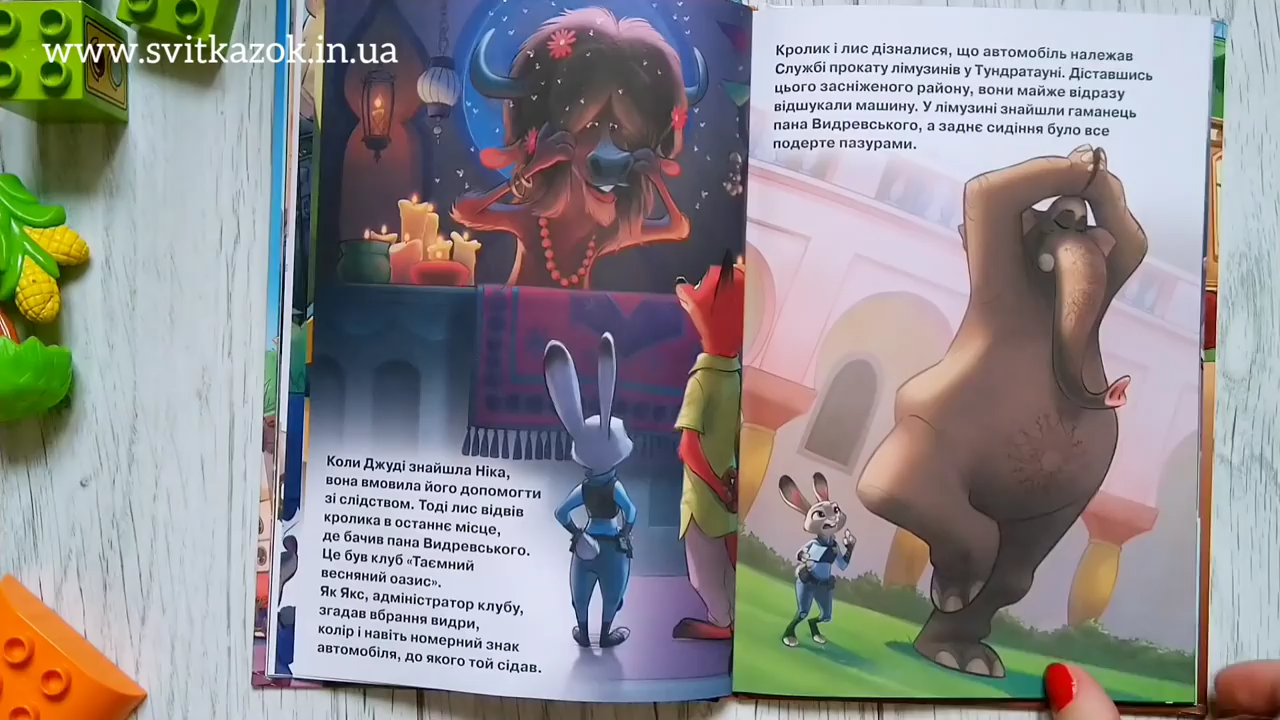 www.svitkazok.in.ua
Коли Джуді знайшла Ніка,
вона вмовила його допомогти
зі слідством. Тоді лис відвів
кролика в останнє місце,
де бачив пана Видревського.
Це був клуб «Таємний
весняний оазис».
Як Якс, адміністратор клубу,
згадав вбрання видри,
колір і навіть номерний знак
автомобіля, до якого той сідав.
Кролик і лис дізналися, що автомобіль належав
Службі прокату лімузинів у Тундратауні. Діставшись
цього засніженого району, вони майже відразу
відшукали машину. У лімузині знайшли гаманець
пана Видревського, а заднє сидіння було все
подерте пазурами.